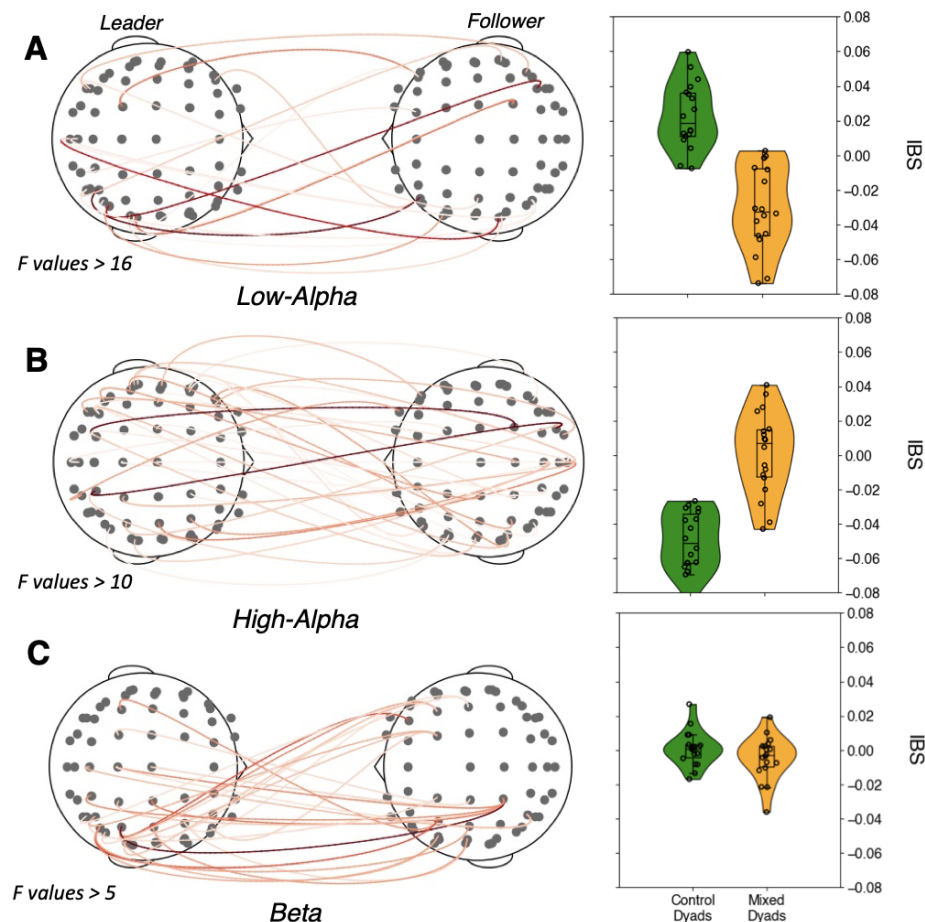 Leader
Follower
A
F values > 16
Low-Alpha
0.08
0.06
0.04
0.02
0.00
−0.02
−0.04
−0.06
−0.08
IBS
B
F values > 10
High-Alpha
0.08
0.06
0.04
0.02
0.00
−0.02
−0.04
−0.06
−0.08
IBS
C
F values > 5
Beta
0.08
0.06
0.04
0.02
0.00
−0.02
−0.04
−0.06
−0.08
IBS
Control Mixed
Dyads Dyads